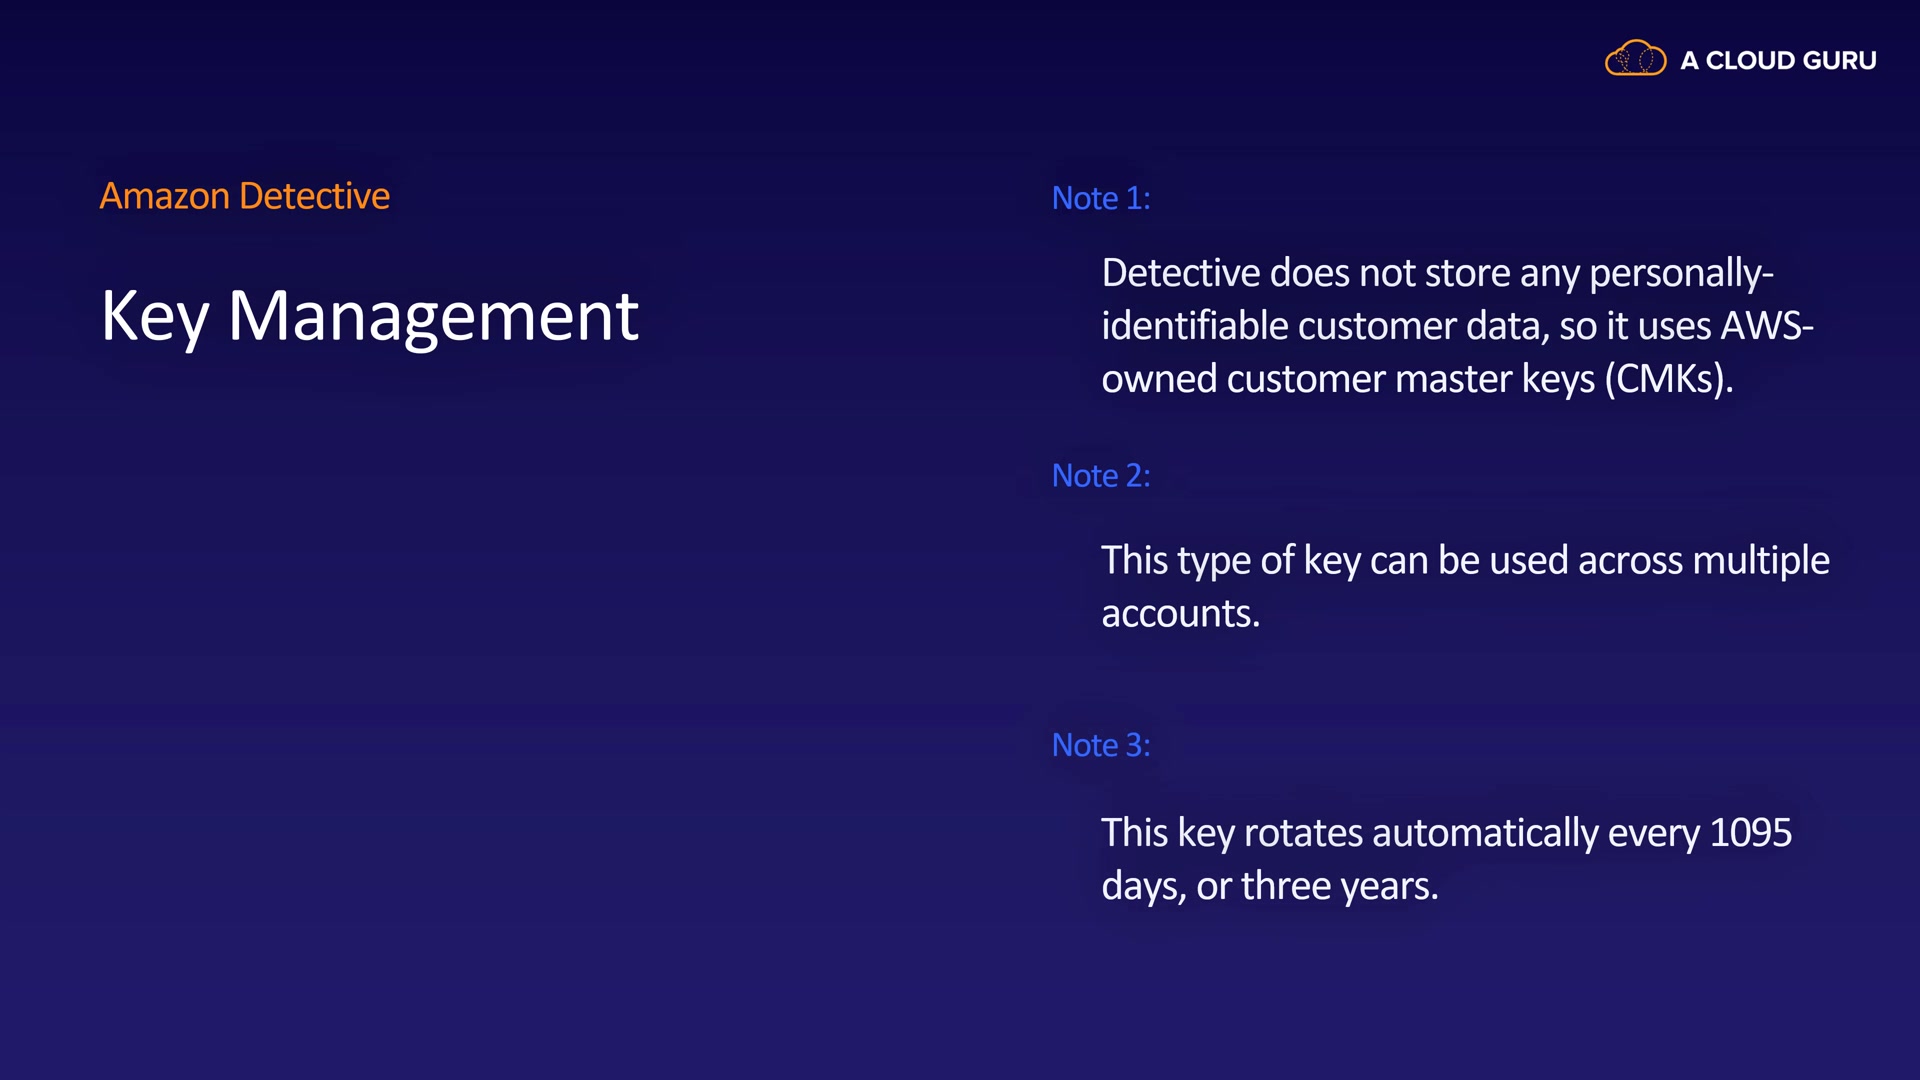 A CLOUD GURU
Amazon Detective
Key Management
Note 1:
Detective does not store any personally-
identifiable customer data, so it uses AWS-
owned customer master keys (CMKs).
Note 2:
This type of key can be used across multiple
accounts.
Note 3:
This key rotates automatically every 1095
days, or three years.